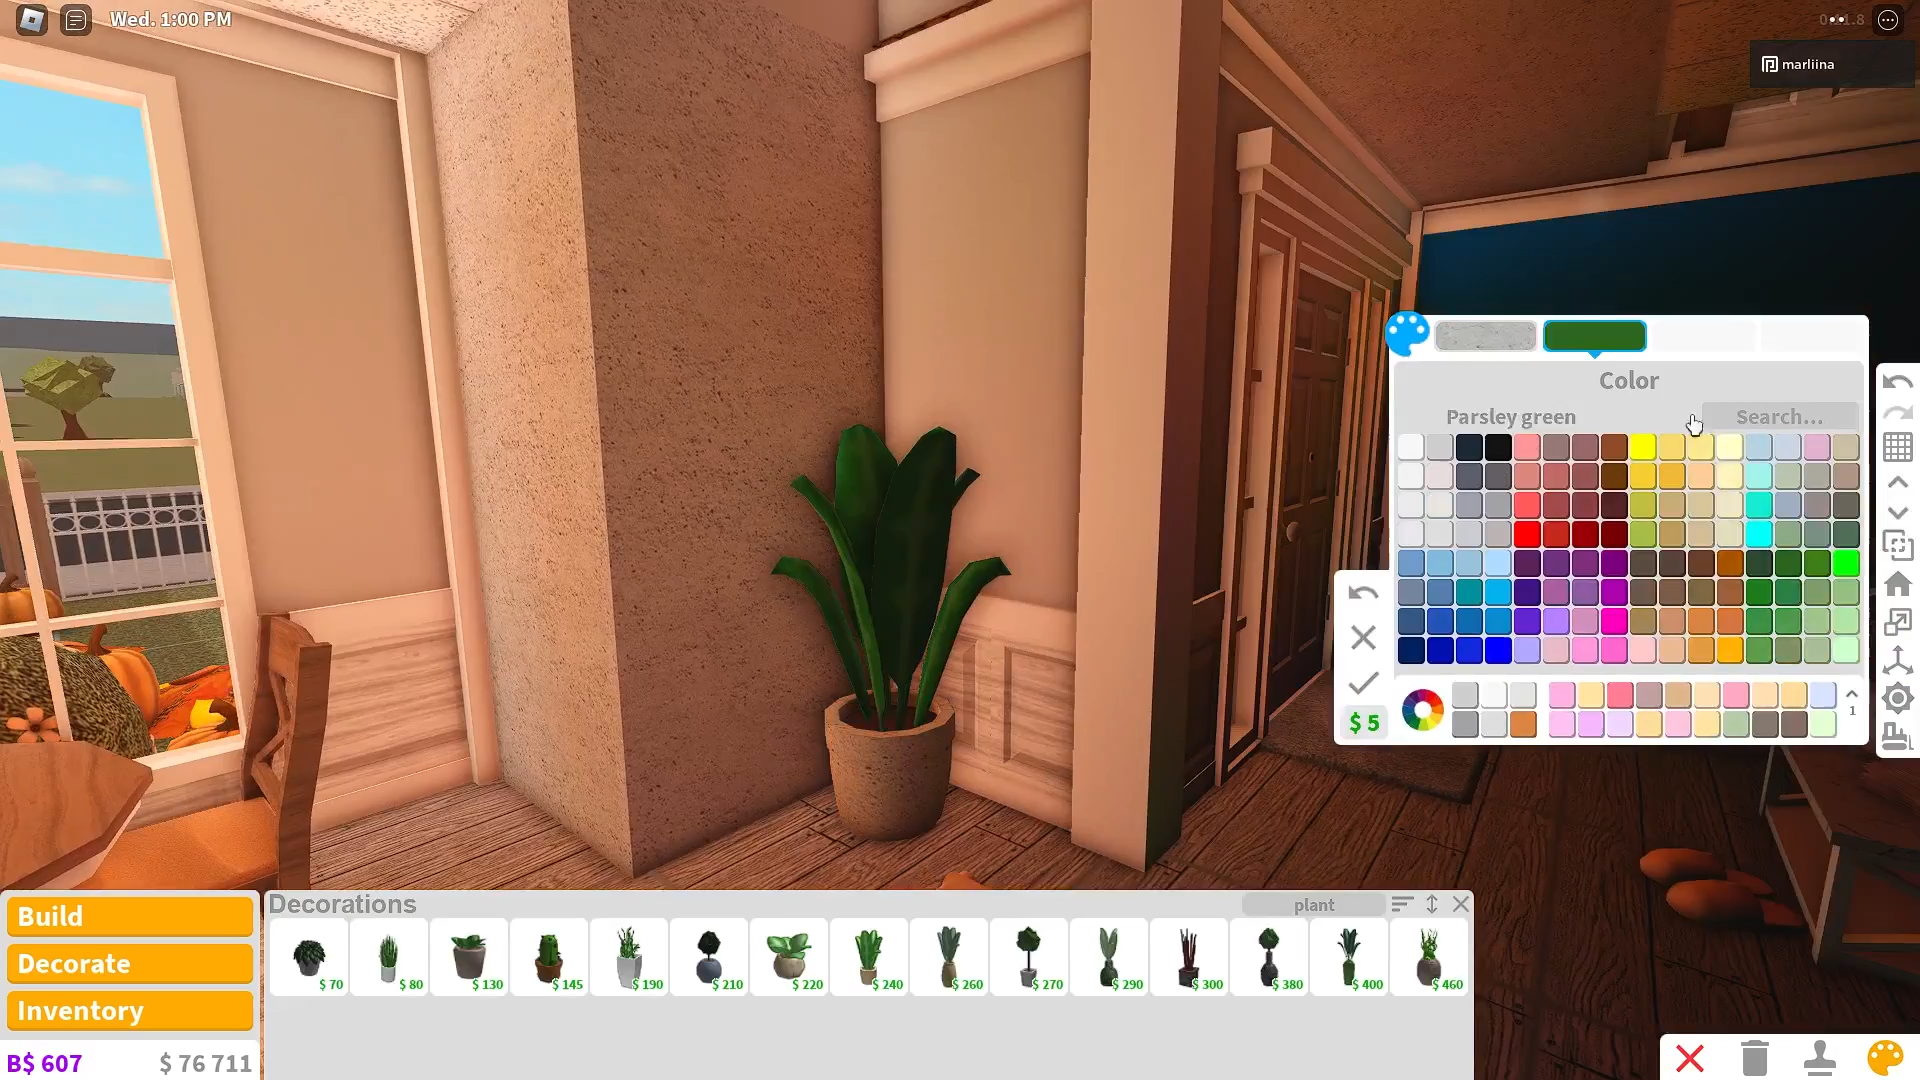 Wed. 1:00 PM
marliina
Color
Parsley green
Search...
1
$ 5
Decorations
plant
Build
Decorate
Inventory
$ 70
$ 80
$ 130
$ 145
$ 190
$ 210
$ 220
$ 240
$ 260
$ 270
$ 290
$ 300
$ 380
$ 400
$ 460
B$ 607
$ 76 711